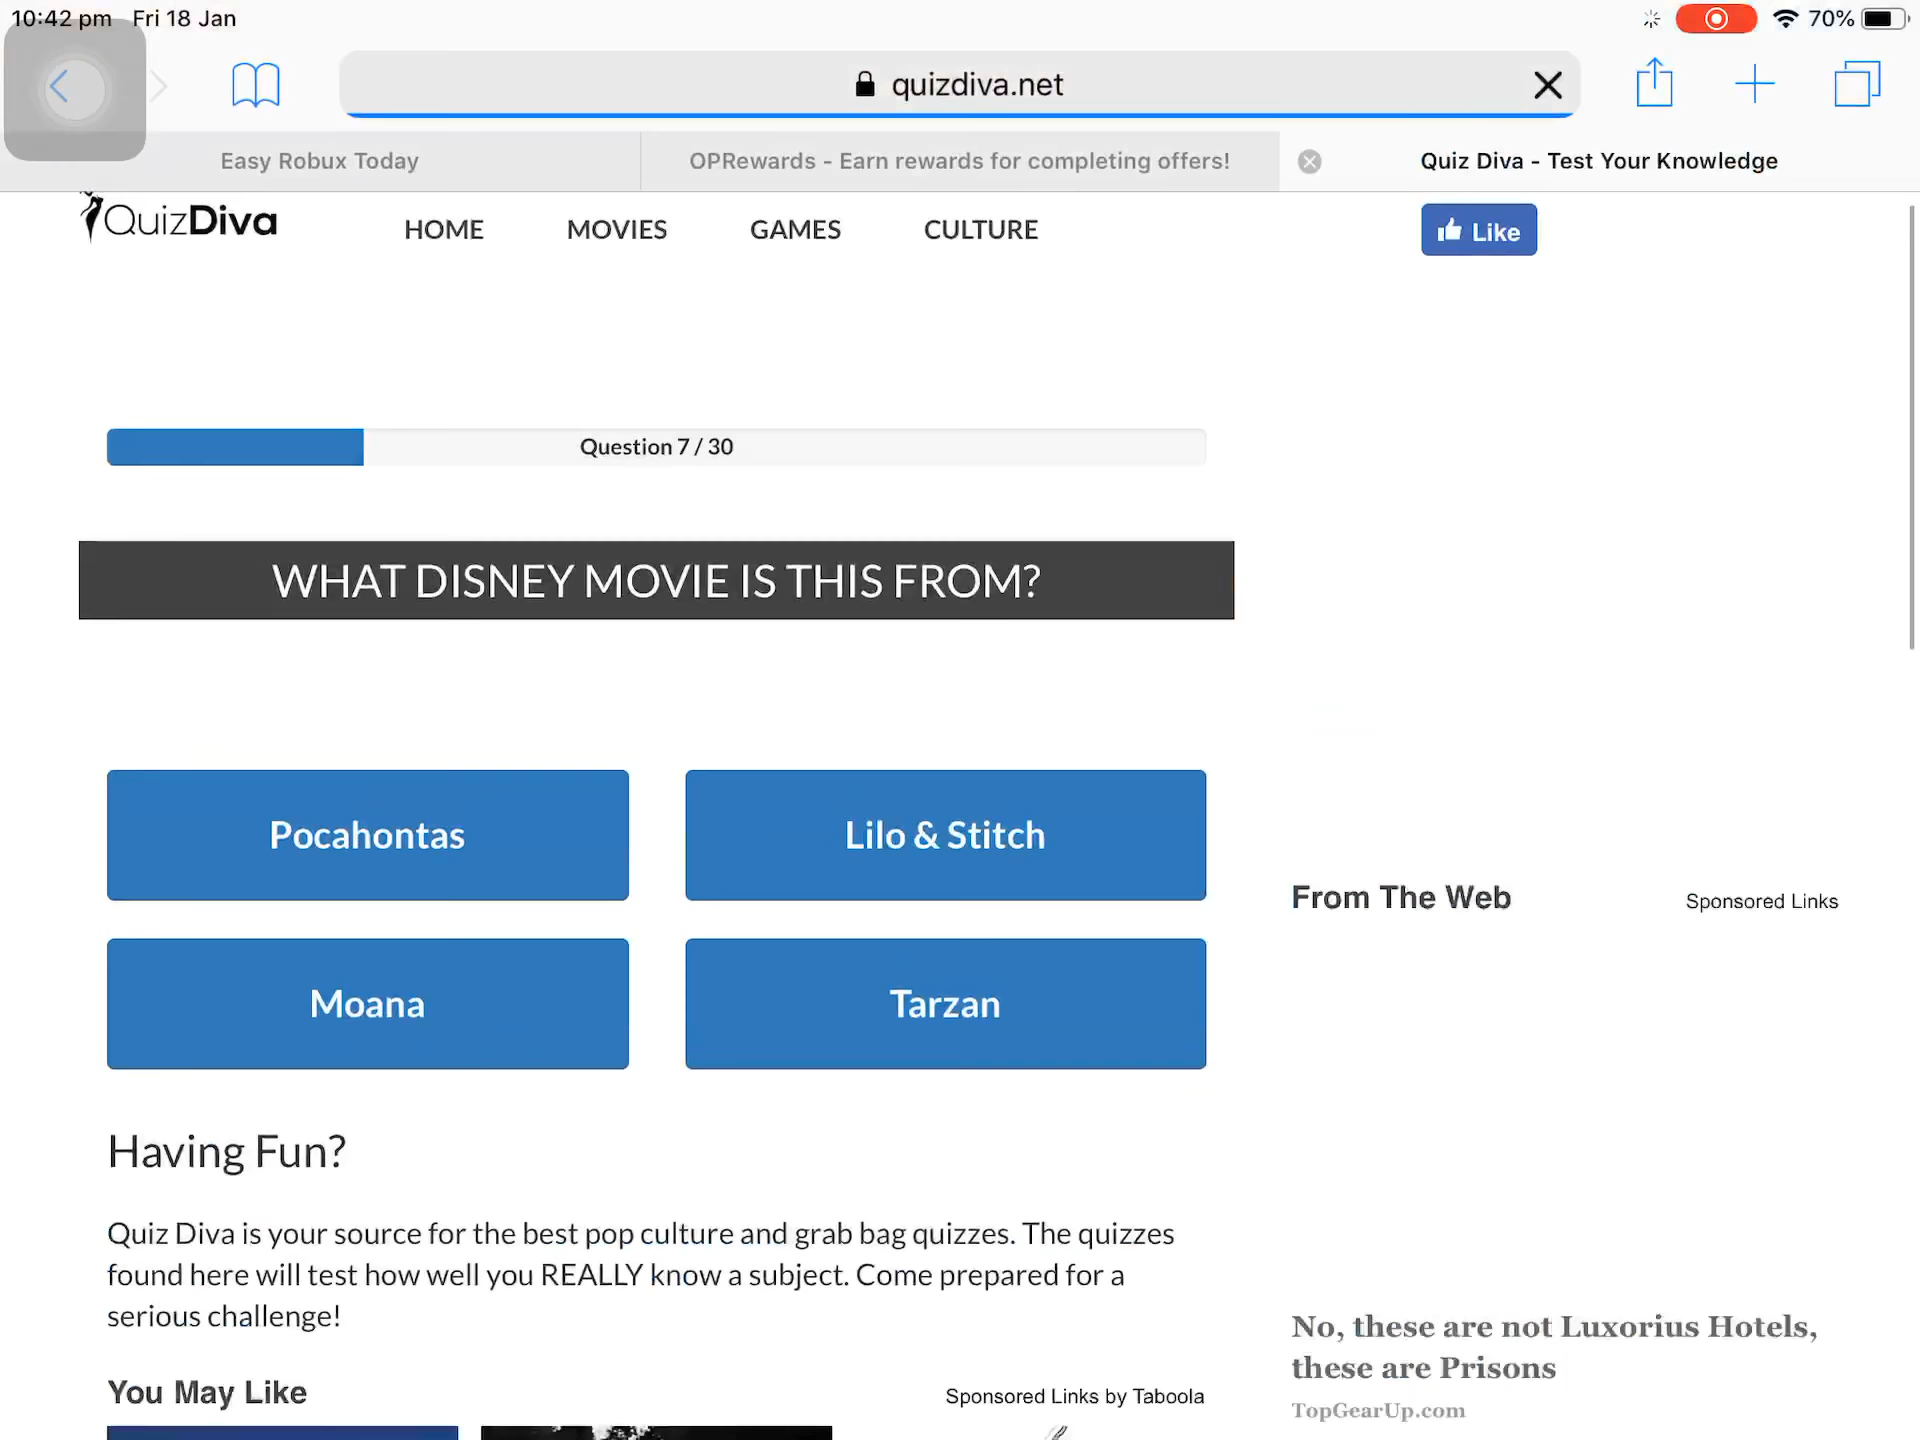 10:42 pm Fri 18 Jan
70%
quizdiva.net
Easy Robux Today
OPRewards - Earn rewards for completing offers!
Quiz Diva - Test Your Knowledge
QuizDiva
HOME
MOVIES
GAMES
CULTURE
Like
Question 7 / 30
WHAT DISNEY MOVIE IS THIS FROM?
Pocahontas
Lilo & Stitch
Moana
Tarzan
From The Web
Sponsored Links
Having Fun?
Quiz Diva is your source for the best pop culture and grab bag quizzes. The quizzes
found here will test how well you REALLY know a subject. Come prepared for a
serious challenge!
No, these are not Luxorius Hotels,
these are Prisons
TopGearUp.com
You May Like
Sponsored Links by Taboola